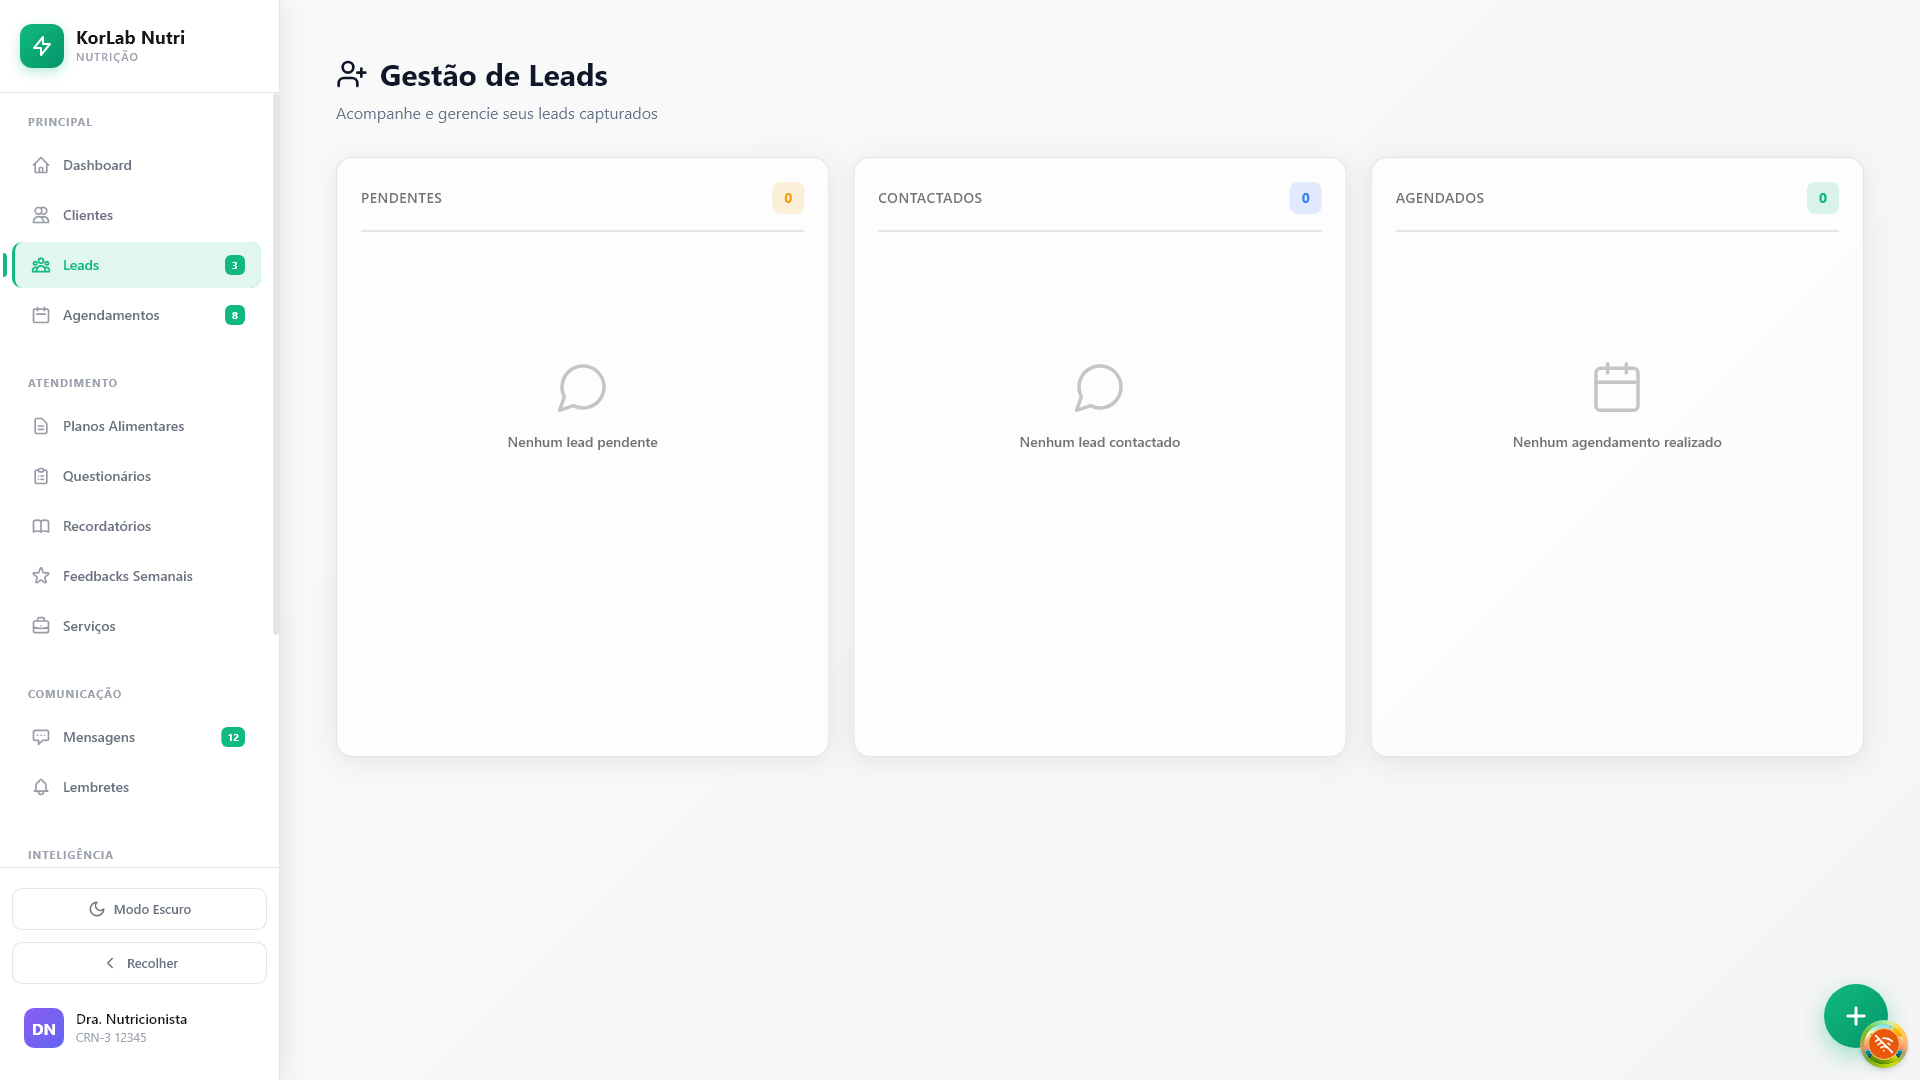 KorLab Nutri
NUTRIÇÃO
PRINCIPAL
Dashboard
Clientes
Leads 3
Agendamentos 8
ATENDIMENTO
Planos Alimentares
Questionários
Recordatórios
Feedbacks Semanais
Serviços
COMUNICAÇÃO
Mensagens 12
Lembretes
INTELIGÊNCIA
Modo Escuro
Recolher
DN
Dra. Nutricionista
CRN-3 12345
Gestão de Leads
Acompanhe e gerencie seus leads capturados
PENDENTES 0
Nenhum lead pendente
CONTACTADOS 0
Nenhum lead contactado
AGENDADOS 0
Nenhum agendamento realizado